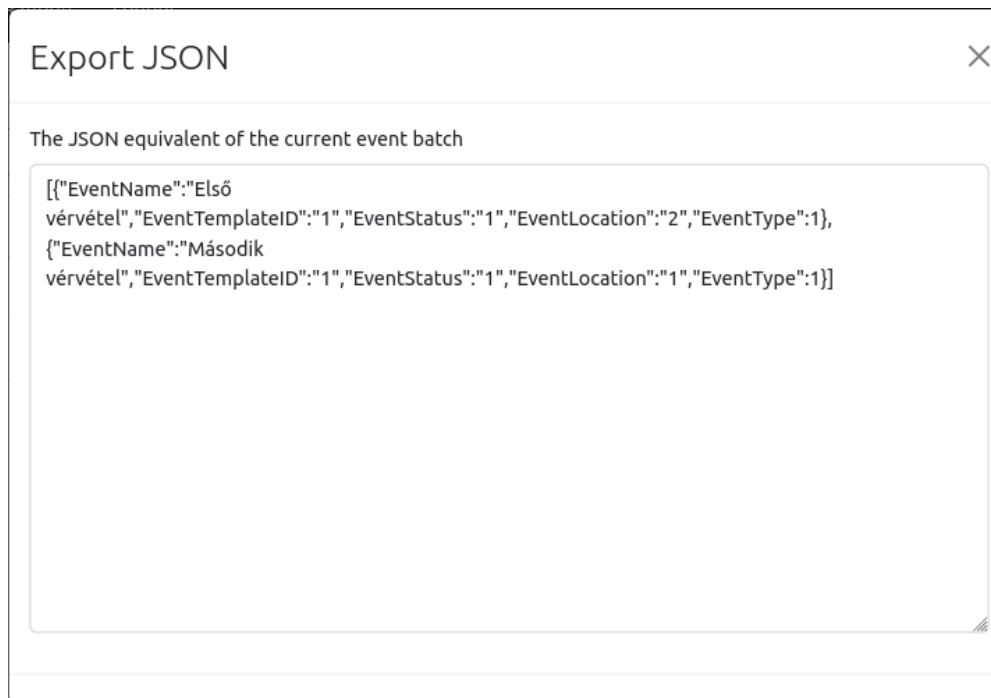 Export JSON
The JSON equivalent of the current event batch
[{"EventName":"Első
vérvétel","EventTemplateID":"1","EventStatus":"1","EventLocation":"2","EventType":1},
{"EventName":"Második
vérvétel","EventTemplateID":"1","EventStatus":"1","EventLocation":"1","EventType":1}]